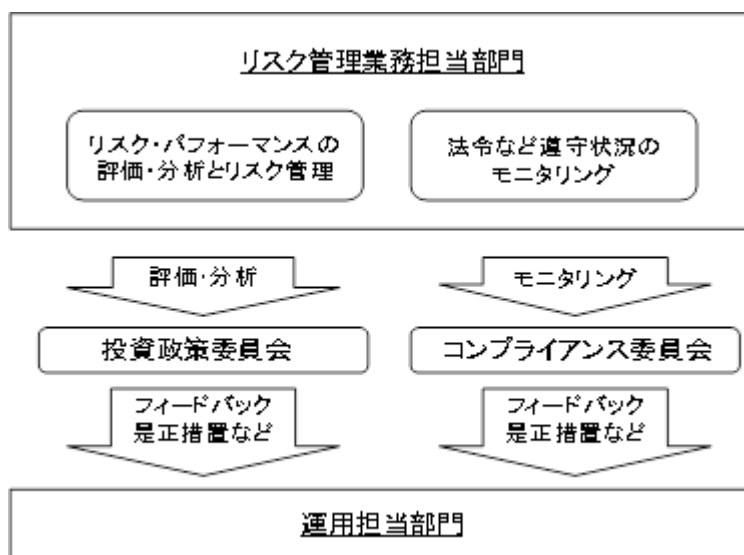 リスク管理業務担当部門
リスク・パフォーマンスの
評価・分析とリスク管理
法令など遵守状況の
モニタリング
評価・分析
モニタリング
投資政策委員会
コンプライアンス委員会
フィードバック
是正措置など
フィードバック
是正措置など
運用担当部門